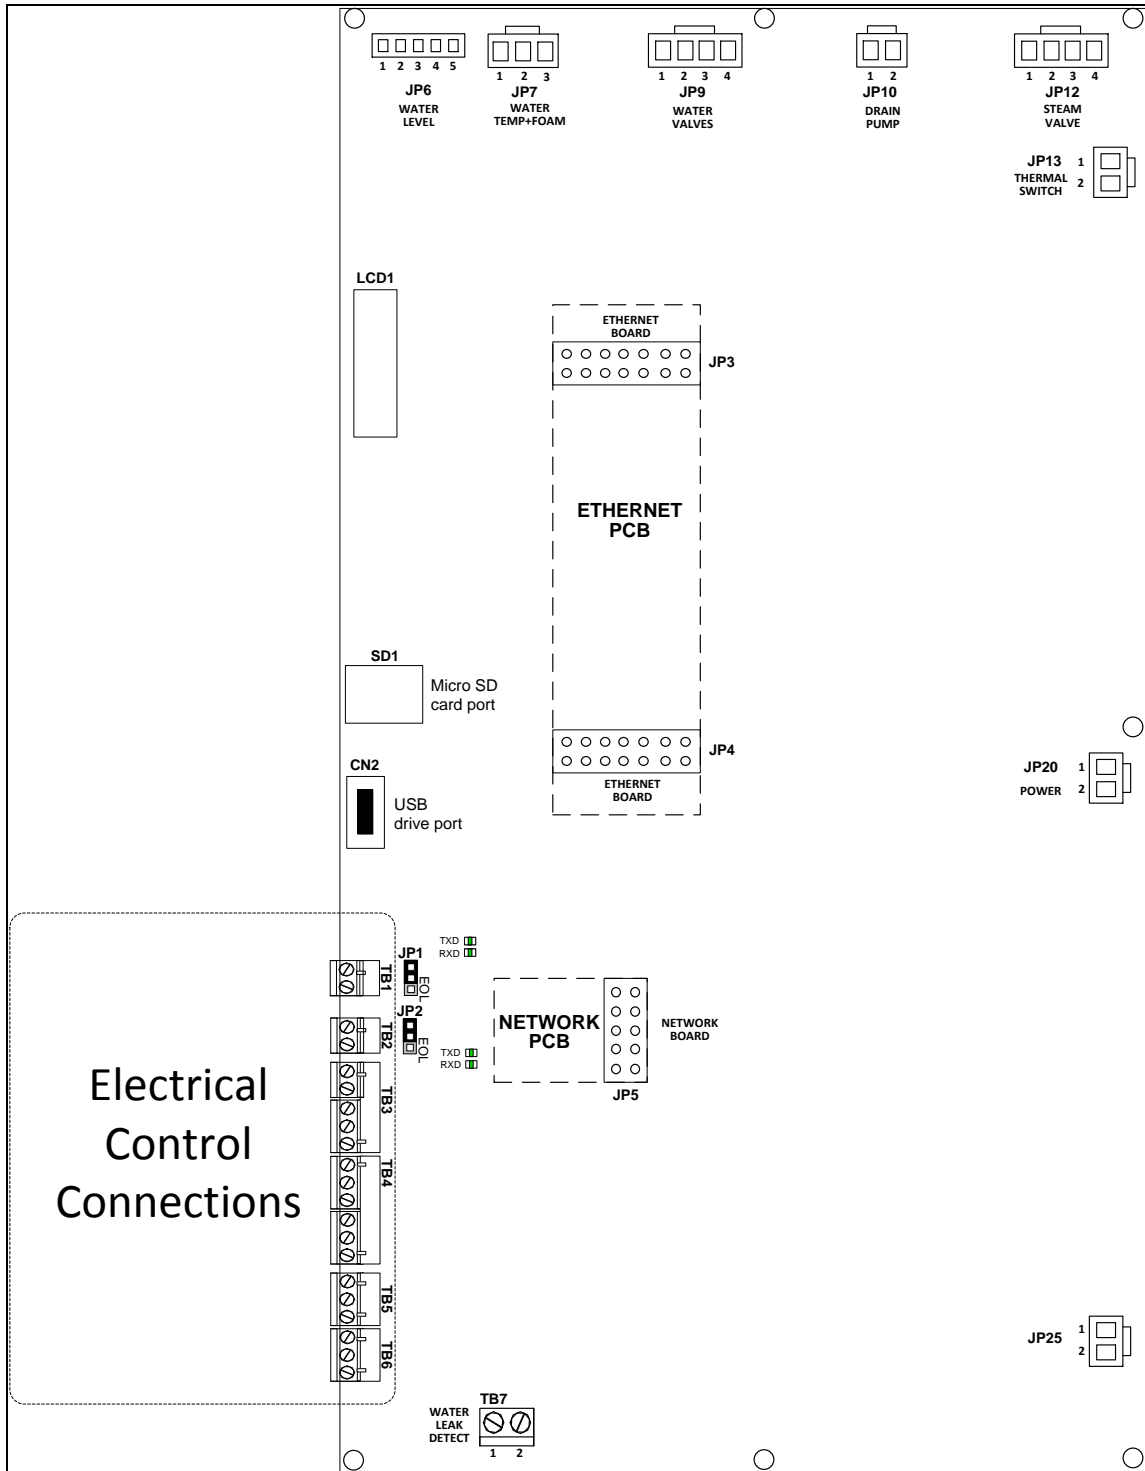 1 2 3 4 5
JP6
WATER
LEVEL
1 2 3
JP7
WATER
TEMP+FOAM
1 2 3 4
JP9
WATER
VALVES
1 2
JP10
DRAIN
PUMP
1 2 3 4
JP12
STEAM
VALVE
JP13 1
THERMAL 2
SWITCH
LCD1
ETHERNET
BOARD
JP3
ETHERNET
PCB
SD1
Micro SD
card port
JP4
ETHERNET
BOARD
CN2
USB
drive port
JP20 1
POWER 2
TXD
RXD
TB1
JP1
EOL
TB2
JP2
EOL
TXD
RXD
NETWORK
PCB
NETWORK
BOARD
JP5
Electrical
Control
Connections
TB3
TB4
TB5
TB6
JP25 1
2
TB7
WATER
LEAK
DETECT
1 2